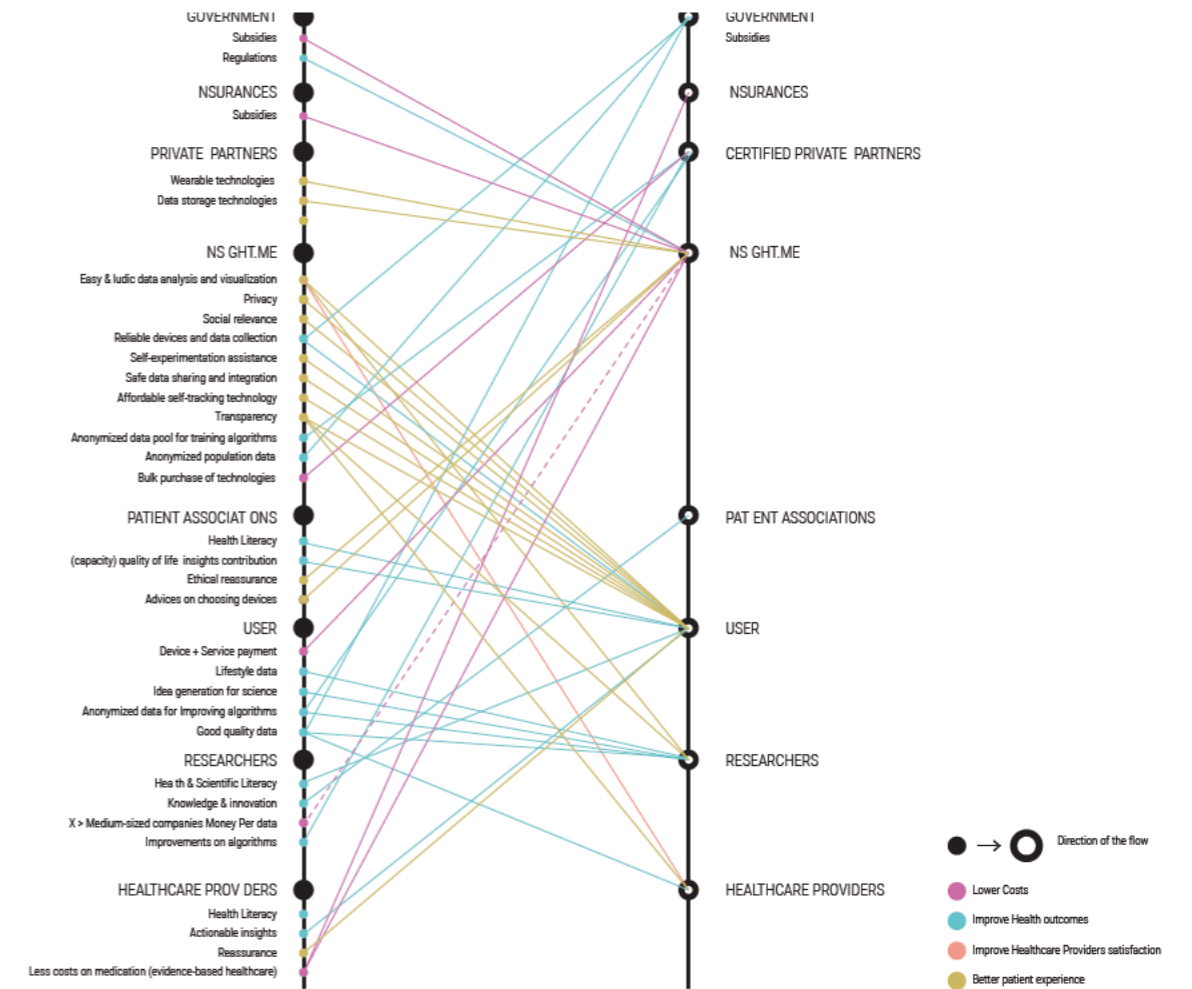 GOVERNMENT
Subsidies
Regulations
NSURANCES
Subsidies
PRIVATE PARTNERS
Wearable technologies
Data storage technologies
NS GHT.ME
Easy & ludic data analysis and visualization
Privacy
Social relevance
Reliable devices and data collection
Self-experimentation assistance
Safe data sharing and integration
Affordable self-tracking technology
Transparency
Anonymized data pool for training algorithms
Anonymized population data
Bulk purchase of technologies
PATIENT ASSOCIAT ONS
Health Literacy
(capacity) quality of life insights contribution
Ethical reassurance
Advices on choosing devices
USER
Device + Service payment
Lifestyle data
Idea generation for science
Anonymized data for Improving algorithms
Good quality data
RESEARCHERS
Hea th & Scientific Literacy
Knowledge & innovation
X > Medium-sized companies Money Per data
Improvements on algorithms
HEALTHCARE PROV DERS
Health Literacy
Actionable insights
Reassurance
Less costs on medication (evidence-based healthcare)
GOVERNMENT
Subsidies
NSURANCES
CERTIFIED PRIVATE PARTNERS
NS GHT.ME
PAT ENT ASSOCIATIONS
USER
RESEARCHERS
HEALTHCARE PROVIDERS
Direction of the flow
Lower Costs
Improve Health outcomes
Improve Healthcare Providers satisfaction
Better patient experience